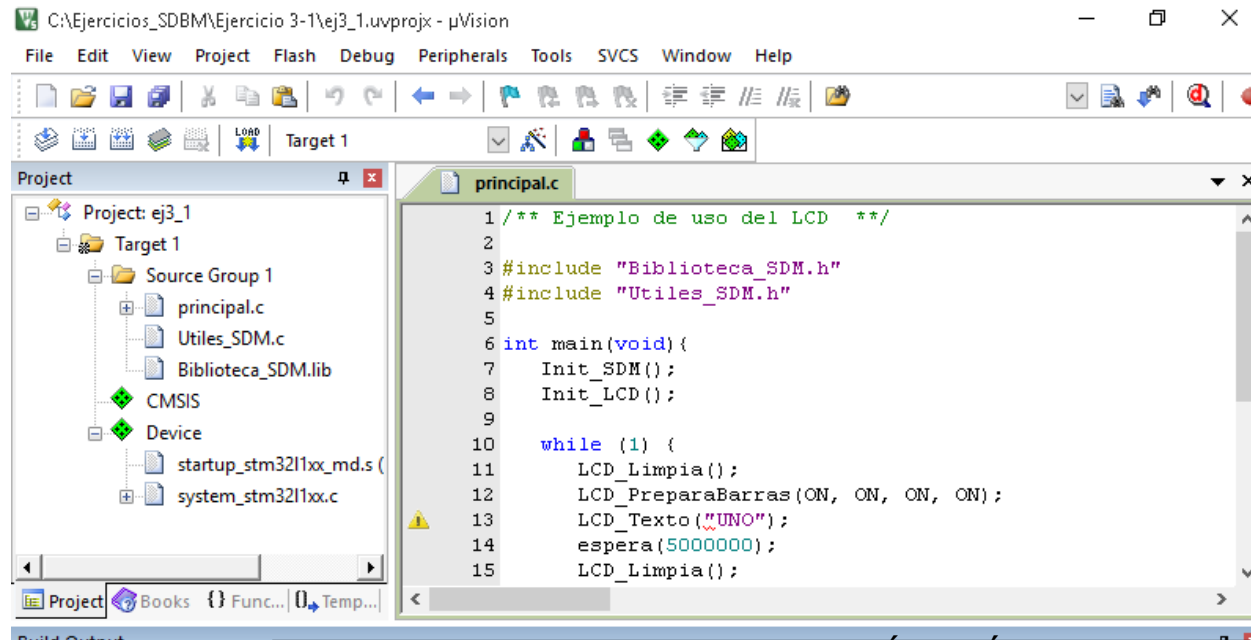 C:\Ejercicios_SDBM\Ejercicio 3-1\ej3_1.uvprojx - µVision
File Edit View Project Flash Debug Peripherals Tools SVCS Window Help
LOAD Target 1
Project
principal.c
Project: ej3_1
Target 1
Source Group 1
principal.c
Utiles_SDM.c
Biblioteca_SDM.lib
CMSIS
Device
startup_stm32l1xx_md.s (
system_stm32l1xx.c
Project Books {} Func... 0 Temp...
1 /** Ejemplo de uso del LCD **/
2
3 #include "Biblioteca_SDM.h"
4 #include "Utiles_SDM.h"
5
6 int main(void){
7 Init_SDM();
8 Init_LCD();
9
10 while (1) {
11 LCD_Limpia();
12 LCD_PreparaBarras(ON, ON, ON, ON);
13 LCD_Texto("UNO");
14 espera(5000000);
15 LCD_Limpia();
Build Output